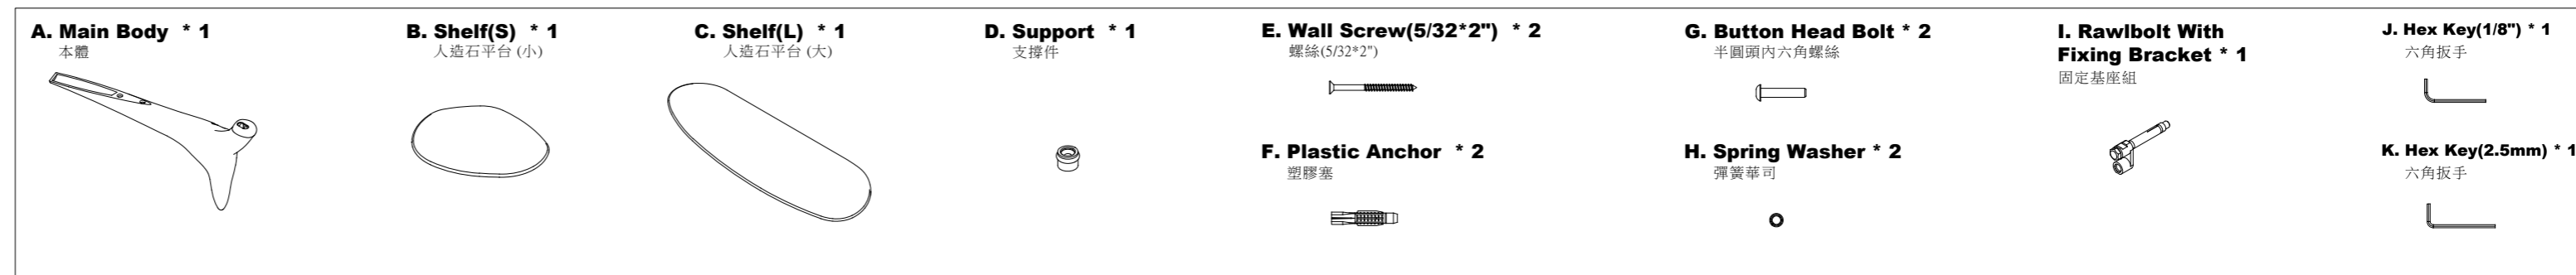 A. Main Body * 1
本體
B. Shelf(S) * 1
人造石平台 (小)
C. Shelf(L) * 1
人造石平台 (大)
D. Support * 1
支撐件
E. Wall Screw(5/32*2") * 2
螺絲(5/32*2")
F. Plastic Anchor * 2
塑膠塞
G. Button Head Bolt * 2
半圓頭內六角螺絲
H. Spring Washer * 2
彈簧華司
I. Rawlbolt With
Fixing Bracket * 1
固定基座組
J. Hex Key(1/8") * 1
六角扳手
K. Hex Key(2.5mm) * 1
六角扳手